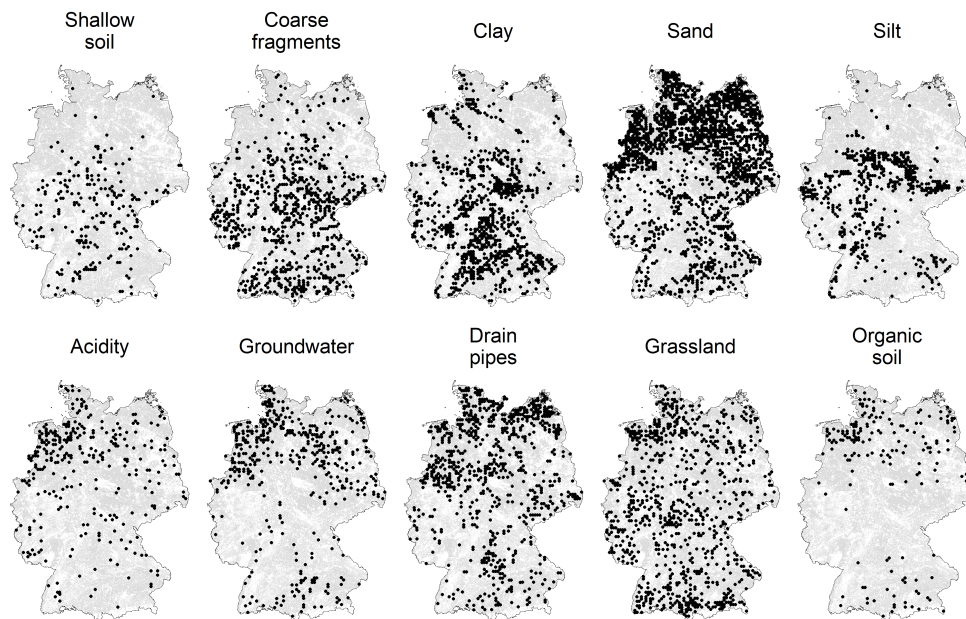 Shallow
soil
Coarse
fragments
Clay
Sand
Silt
Acidity
Groundwater
Drain
pipes
Grassland
Organic
soil